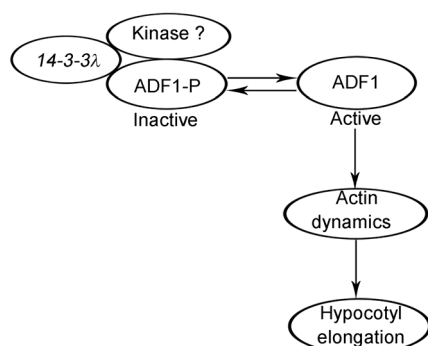 Kinase ?
14-3-3λ
ADF1-P
ADF1
Inactive
Active
Actin
dynamics
Hypocotyl
elongation